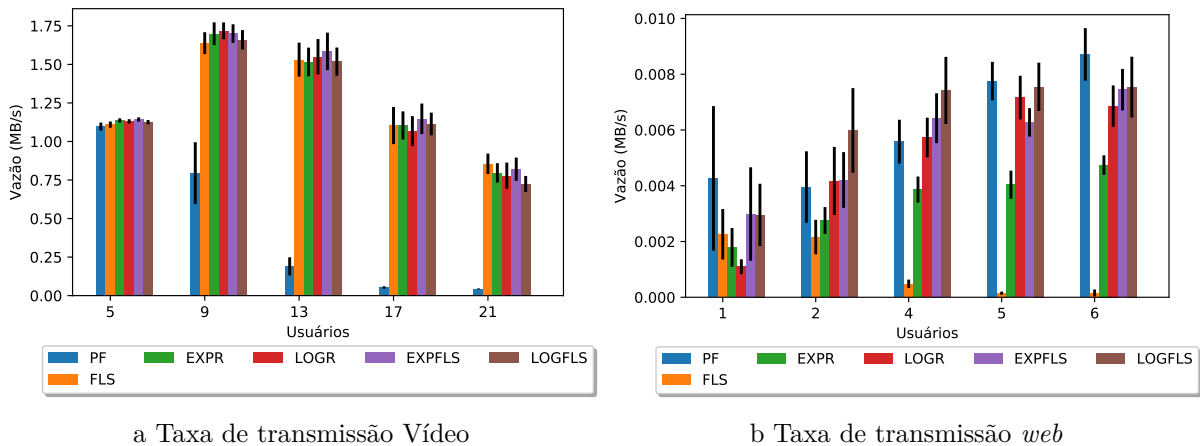 1.75
1.50
1.25
1.00
0.75
0.50
0.25
0.00
Vazão (MB/s)
5 9 13 17 21
Usuários
PF EXPR LOGR EXPFLS LOGFLS
FLS
a Taxa de transmissão Vídeo
0.010
0.008
0.006
0.004
0.002
0.000
Vazão (MB/s)
1 2 4 5 6
Usuários
PF EXPR LOGR EXPFLS LOGFLS
FLS
b Taxa de transmissão web